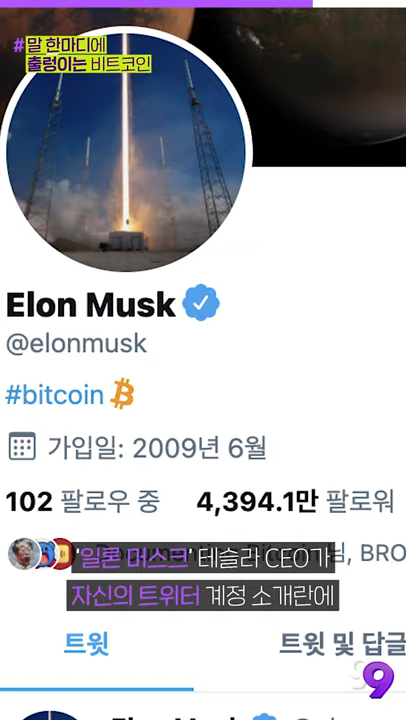 #말 한마디에
출렁이는 비트코인
Elon Musk
@elonmusk
#bitcoin
가입일: 2009년 6월
102 팔로우 중 4,394.1만 팔로워
님, BRO
'일론 머스크' 테슬라 CEO가
자신의 트위터 계정 소개란에
트윗 트윗 및 답글
9